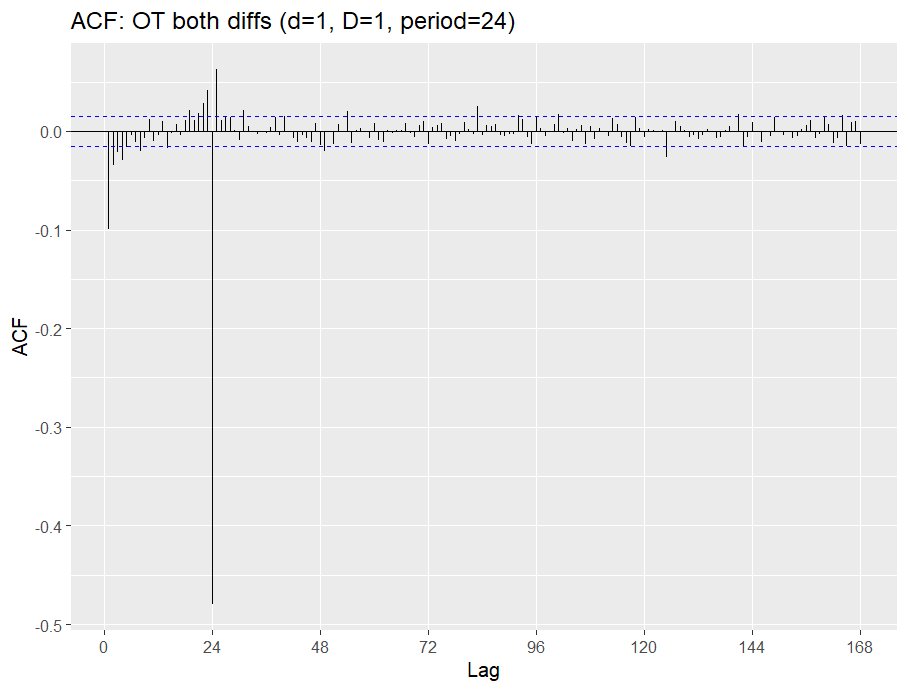 ACF: OT both diffs (d=1, D=1, period=24)
0.0
-0.1
-0.2
-0.3
-0.4
-0.5
ACF
0 24 48 72 96 120 144 168
Lag